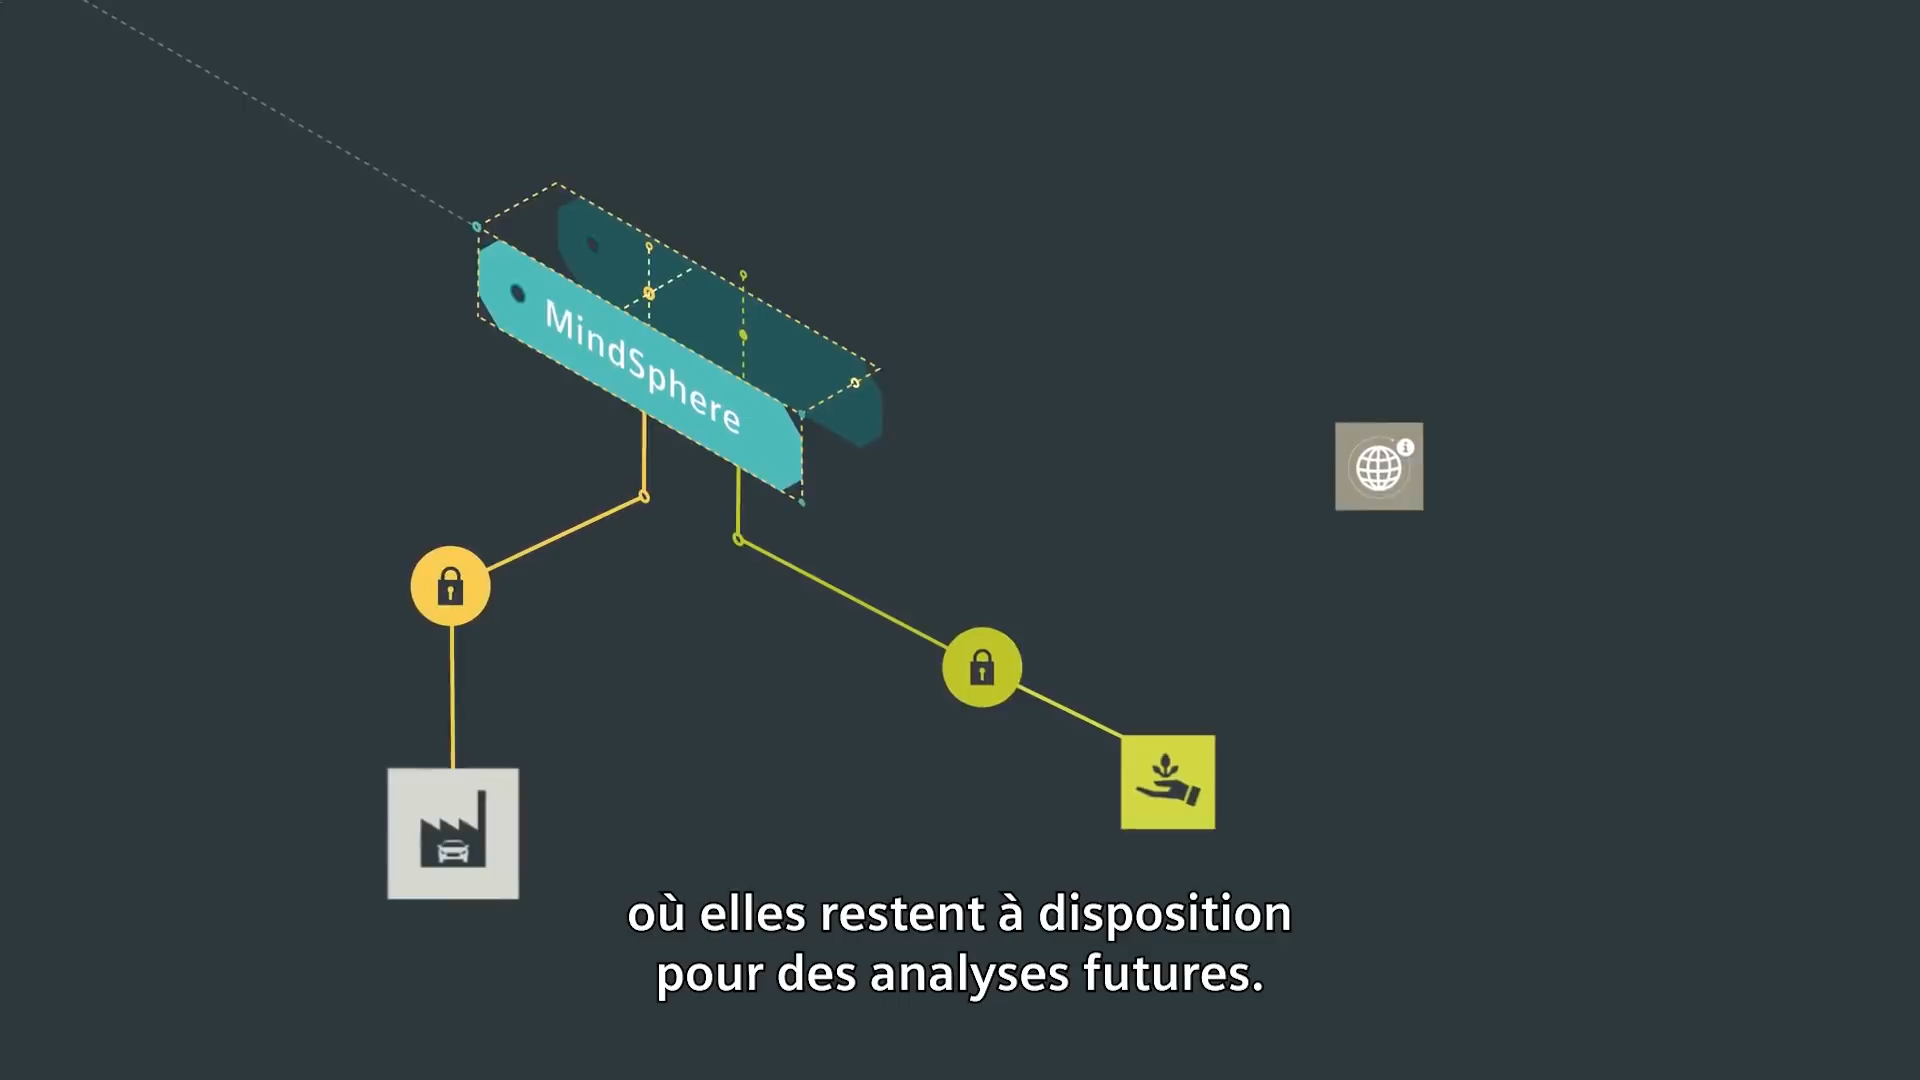 MindSphere
i
où elles restent à disposition
pour des analyses futures.